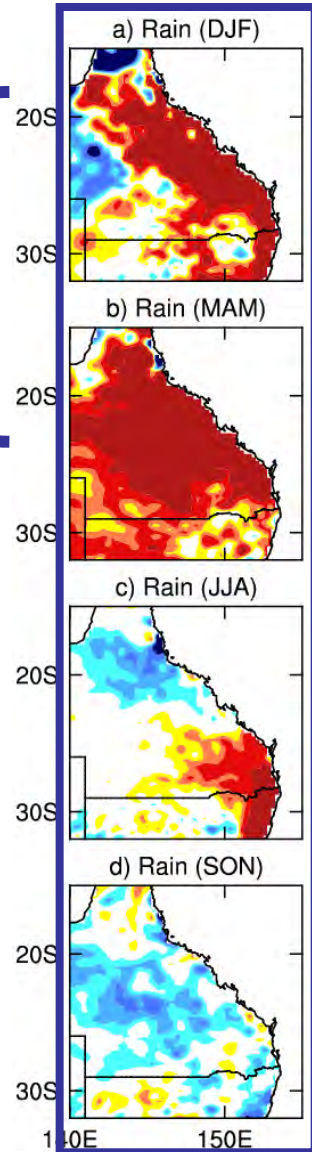 a) Rain (DJF)
20S
30S
b) Rain (MAM)
20S
30S
c) Rain (JJA)
20S
30S
d) Rain (SON)
20S
30S
140E 150E